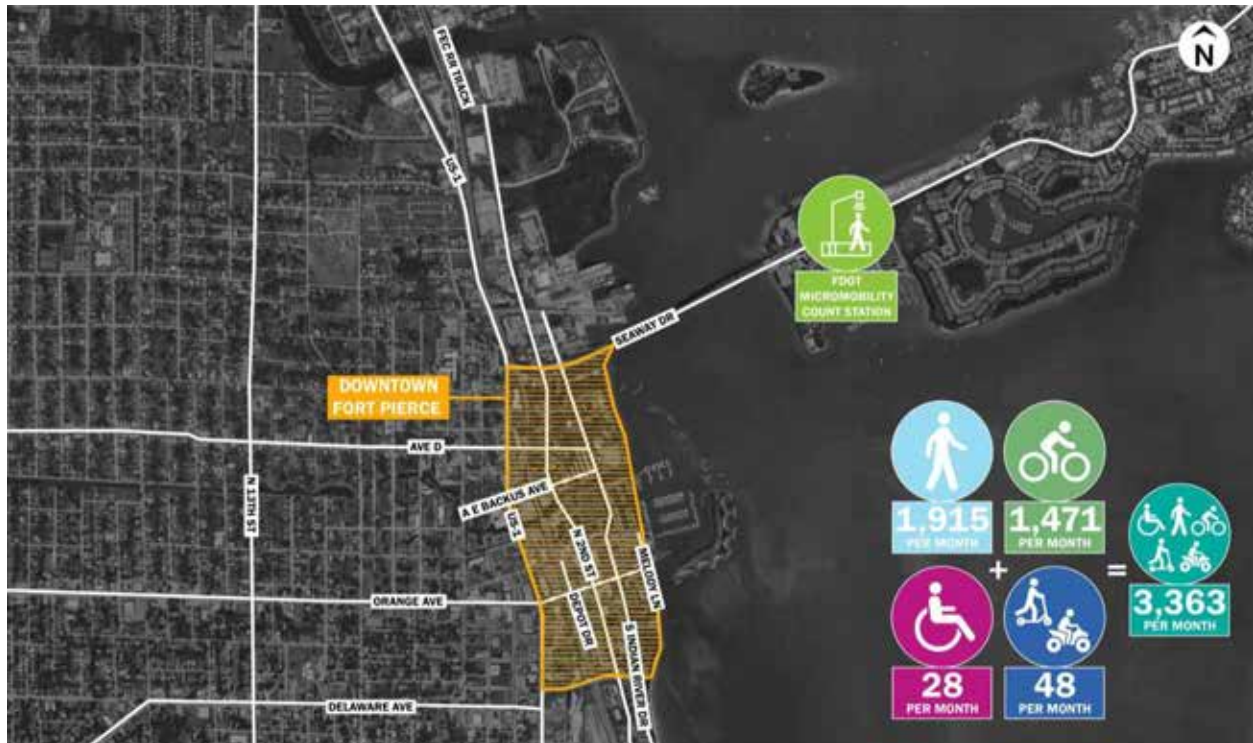 N
FEC RR TRACK
US-1
FDOT
MICROMOBILITY
COUNT STATION
SEAWAY DR
DOWNTOWN
FORT PIERCE
AVE D
N 13TH ST
A E BACKUS AVE
US-1
N 2ND ST
MELODY LN
ORANGE AVE
DEPOT DR
S INDIAN RIVER DR
DELAWARE AVE
1,915
PER MONTH
1,471
PER MONTH
+
=
3,363
PER MONTH
28
PER MONTH
48
PER MONTH